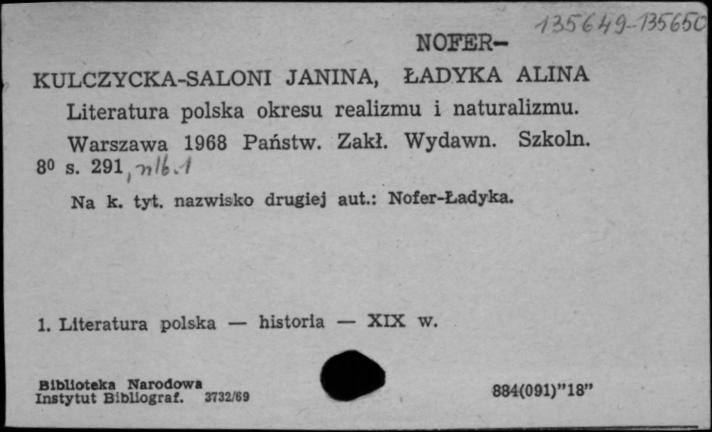 135649-135650
NOFER-
KULCZYCKA-SALONI JANINA, ŁADYKA ALINA
Literatura polska okresu realizmu i naturalizmu.
Warszawa 1968 Państw. Zakł. Wydawn. Szkoln.
8⁰ s. 291, nlb. 1
Na k. tyt. nazwisko drugiej aut.: Nofer-Ładyka.
1. Literatura polska — historia — XIX w.
Biblioteka Narodowa
Instytut Bibliograf. 3732/69
884(091)”18”